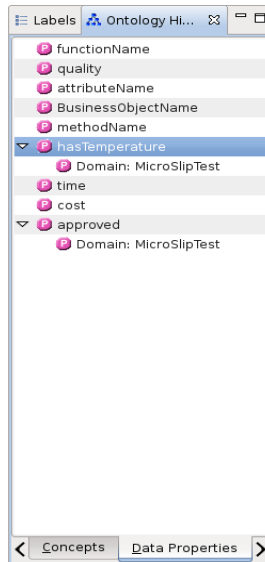 Labels Ontology Hi...
functionName
quality
attributeName
BusinessObjectName
methodName
hasTemperature
Domain: MicroSlipTest
time
cost
approved
Domain: MicroSlipTest
Concepts Data Properties